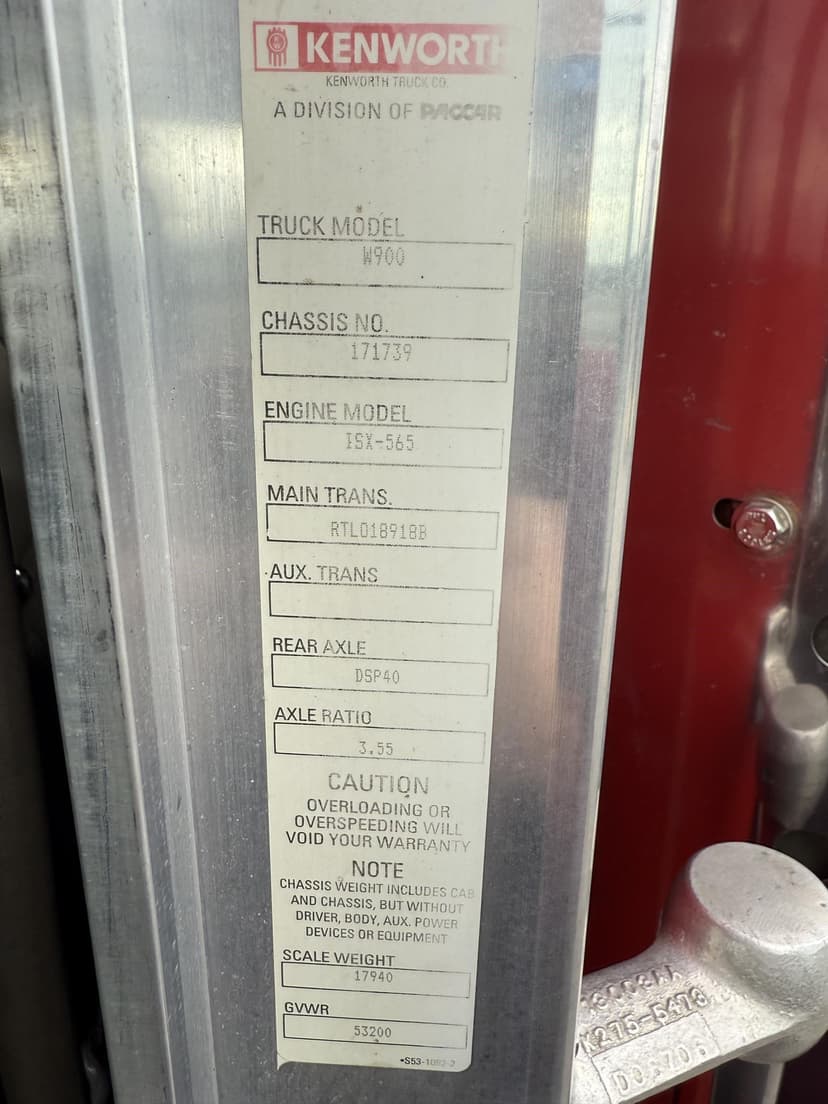 KENWORTH
KENWORTH TRUCK CO.
A DIVISION OF PACCAR
TRUCK MODEL
W900
CHASSIS NO.
171739
ENGINE MODEL
ISX-565
MAIN TRANS.
RTLO18918B
AUX. TRANS
REAR AXLE
DSP40
AXLE RATIO
3.55
CAUTION
OVERLOADING OR
OVERSPEEDING WILL
VOID YOUR WARRANTY
NOTE
CHASSIS WEIGHT INCLUDES CAB
AND CHASSIS, BUT WITHOUT
DRIVER, BODY, AUX. POWER
DEVICES OR EQUIPMENT
SCALE WEIGHT
17940
GVWR
53200
K275-5470